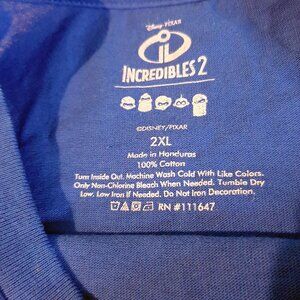 Disney · PIXAR
INCREDIBLES 2
©DISNEY/PIXAR
2XL
Made in Honduras
100% Cotton
Turn Inside Out. Machine Wash Cold With Like Colors.
Only Non-Chlorine Bleach When Needed. Tumble Dry
Low. Low Iron if Needed. Do Not Iron Decoration.
RN #111647